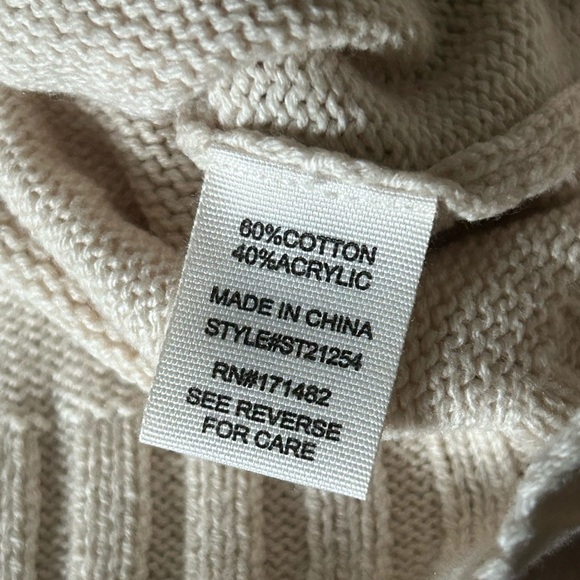 60%COTTON
40%ACRYLIC
MADE IN CHINA
STYLE#ST21254
RN#171482
SEE REVERSE
FOR CARE